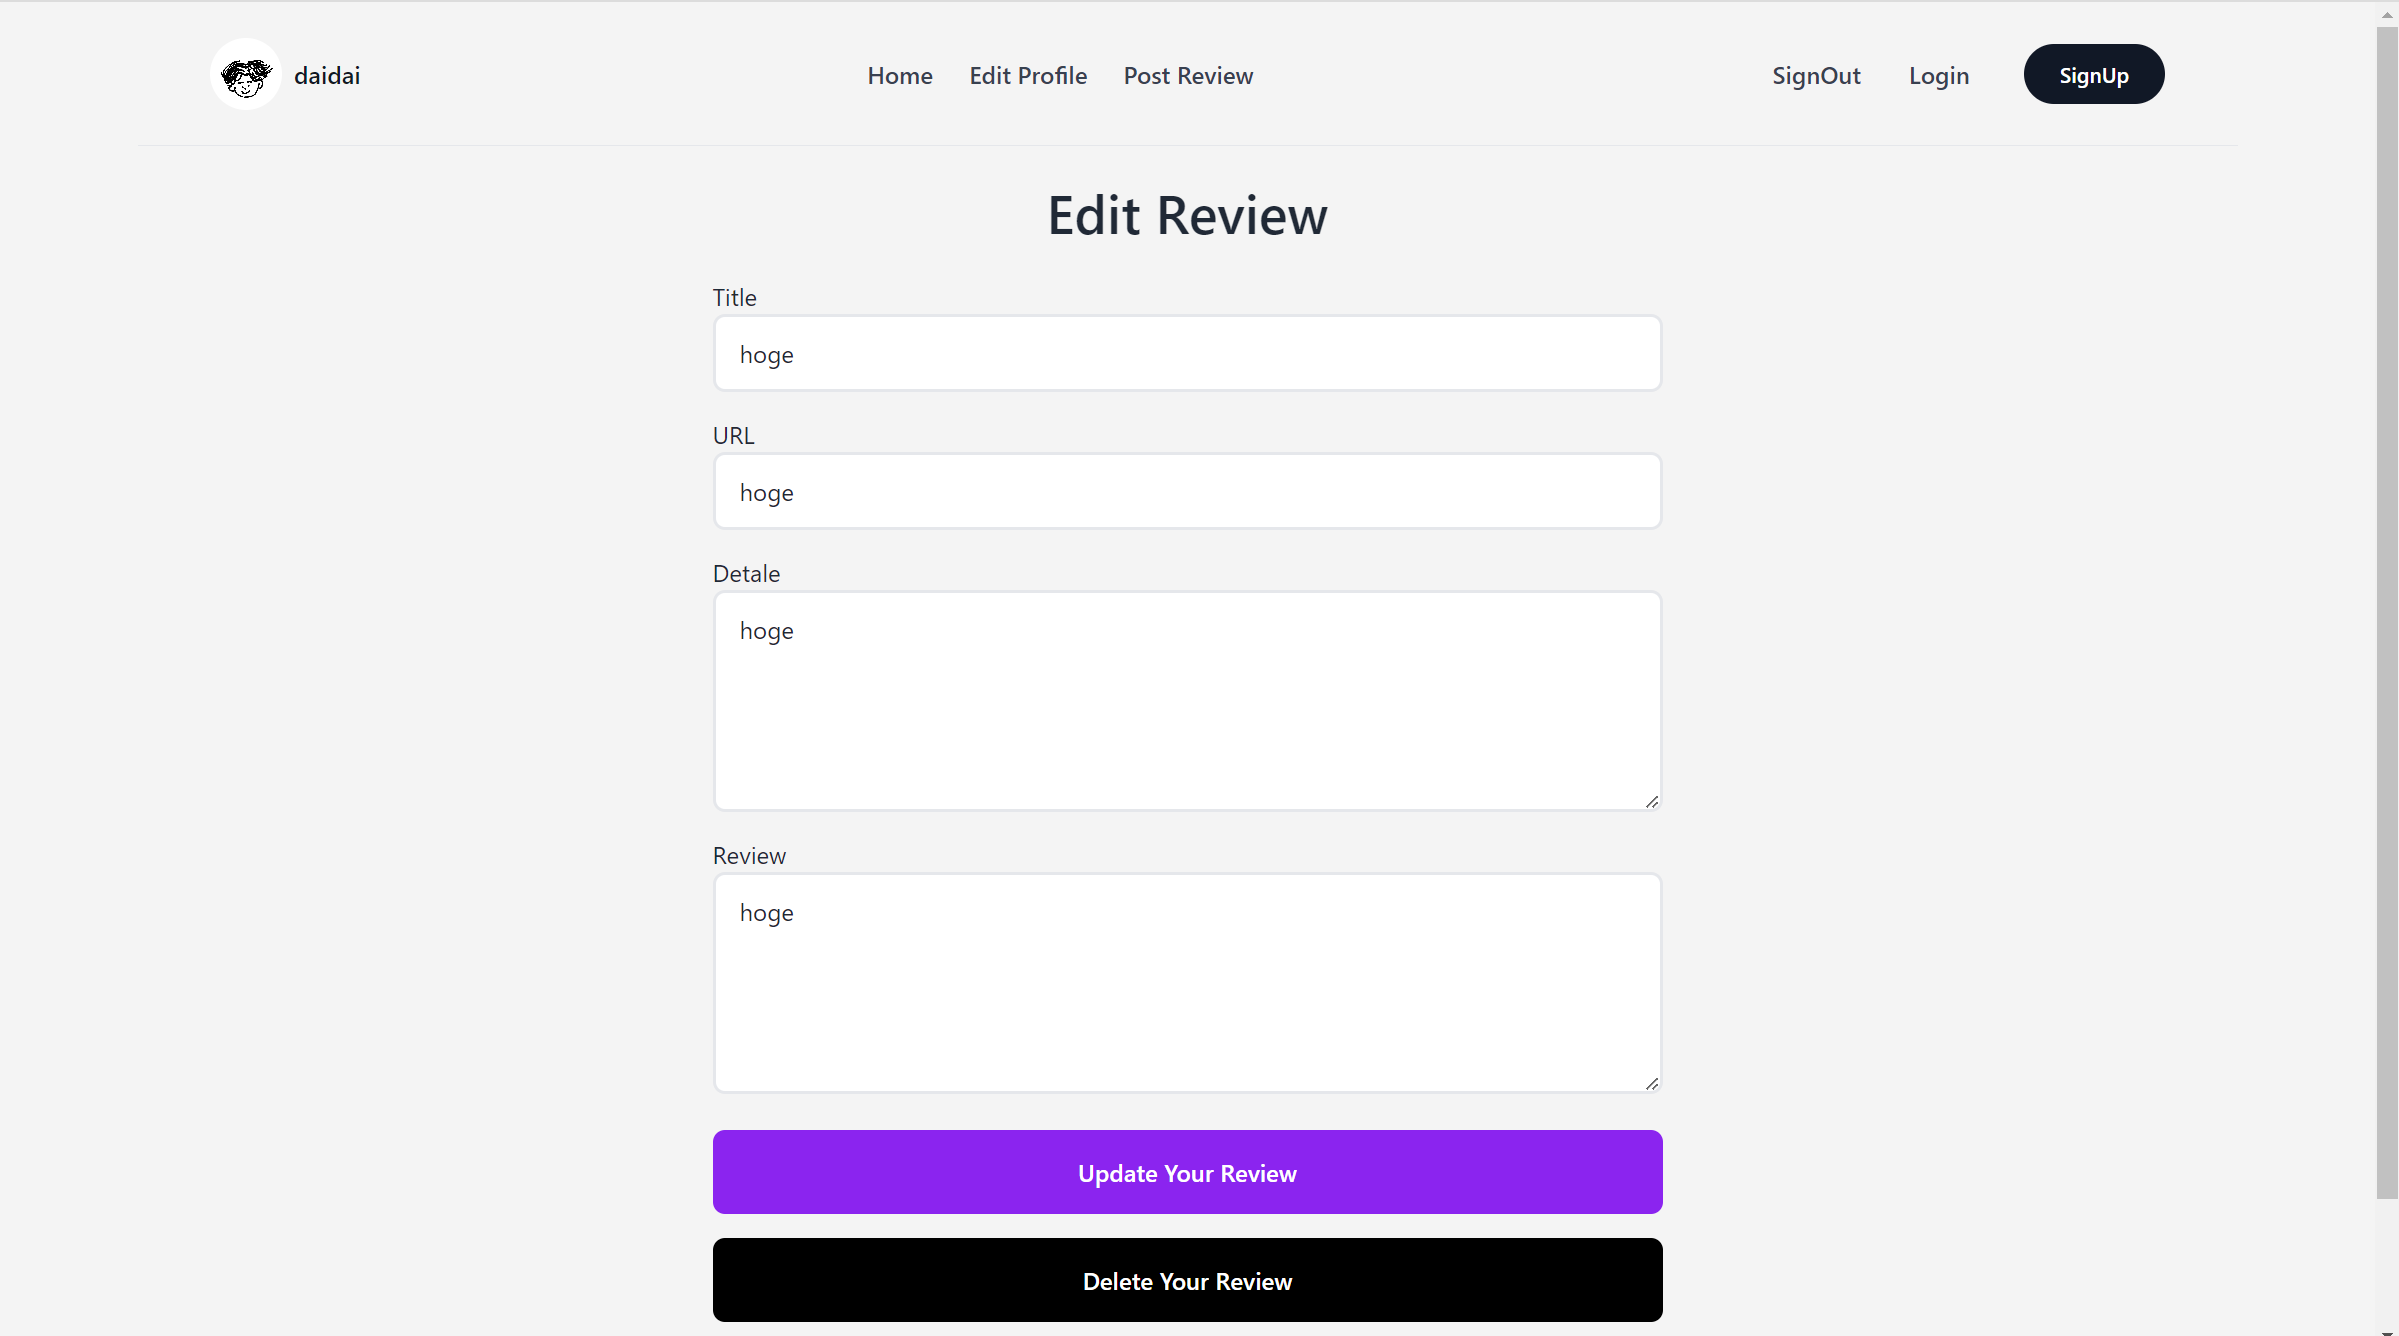 daidai
Home Edit Profile Post Review
SignOut Login SignUp
Edit Review
Title
hoge
URL
hoge
Detale
hoge
Review
hoge
Update Your Review
Delete Your Review